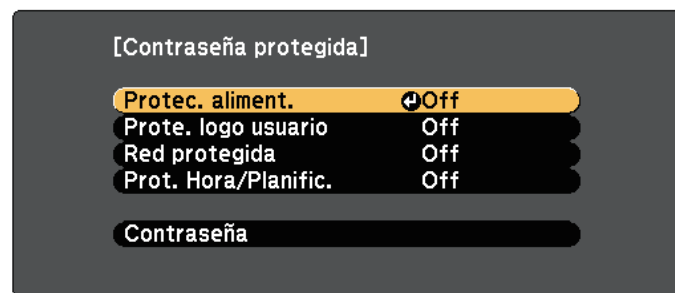 [Contraseña protegida]
Protec. aliment. Off
Prote. logo usuario Off
Red protegida Off
Prot. Hora/Planific. Off
Contraseña